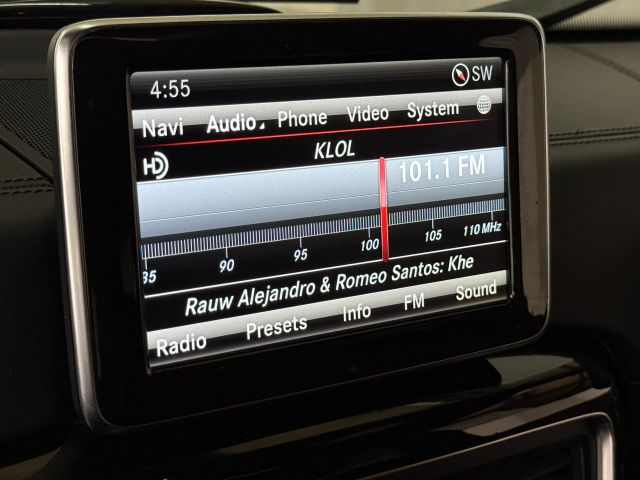 4:55 SW
Navi Audio Phone Video System
HD KLOL
101.1 FM
85 90 95 100 105 110 MHz
Rauw Alejandro & Romeo Santos: Khe
Radio Presets Info FM Sound